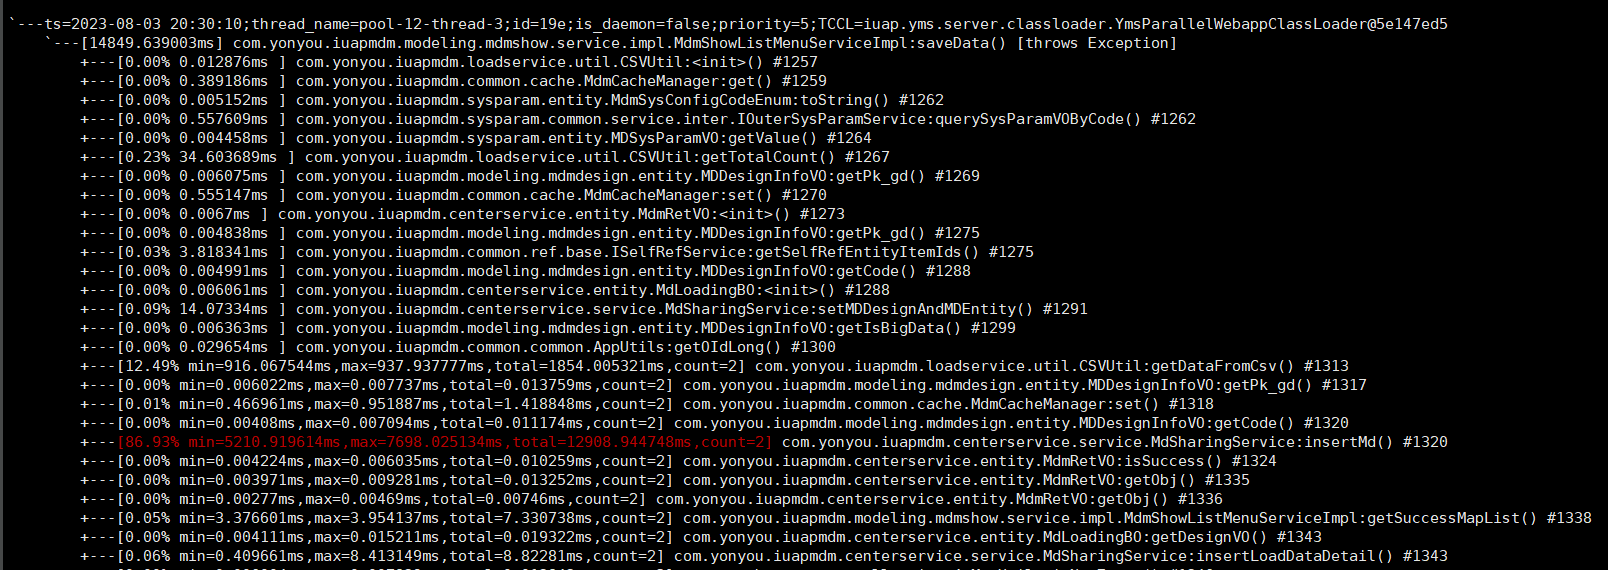 `---ts=2023-08-03 20:30:10;thread_name=pool-12-thread-3;id=19e;is_daemon=false;priority=5;TCCL=iuap.yms.server.classloader.YmsParallelWebappClassLoader@5e147ed5
`---[14849.639003ms] com.yonyou.iuapmdm.modeling.mdmshow.service.impl.MdmShowListMenuServiceImpl:saveData() [throws Exception]
+---[0.00% 0.012876ms ] com.yonyou.iuapmdm.loadservice.util.CSVUtil:<init>() #1257
+---[0.00% 0.389186ms ] com.yonyou.iuapmdm.common.cache.MdmCacheManager:get() #1259
+---[0.00% 0.005152ms ] com.yonyou.iuapmdm.sysparam.entity.MdmSysConfigCodeEnum:toString() #1262
+---[0.00% 0.557609ms ] com.yonyou.iuapmdm.sysparam.common.service.inter.IOuterSysParamService:querySysParamVOByCode() #1262
+---[0.00% 0.004458ms ] com.yonyou.iuapmdm.sysparam.entity.MDSysParamVO:getValue() #1264
+---[0.23% 34.603689ms ] com.yonyou.iuapmdm.loadservice.util.CSVUtil:getTotalCount() #1267
+---[0.00% 0.006075ms ] com.yonyou.iuapmdm.modeling.mdmdesign.entity.MDDesignInfoVO:getPk_gd() #1269
+---[0.00% 0.555147ms ] com.yonyou.iuapmdm.common.cache.MdmCacheManager:set() #1270
+---[0.00% 0.0067ms ] com.yonyou.iuapmdm.centerservice.entity.MdmRetVO:<init>() #1273
+---[0.00% 0.004838ms ] com.yonyou.iuapmdm.modeling.mdmdesign.entity.MDDesignInfoVO:getPk_gd() #1275
+---[0.03% 3.818341ms ] com.yonyou.iuapmdm.common.ref.base.ISelfRefService:getSelfRefEntityItemIds() #1275
+---[0.00% 0.004991ms ] com.yonyou.iuapmdm.modeling.mdmdesign.entity.MDDesignInfoVO:getCode() #1288
+---[0.00% 0.006061ms ] com.yonyou.iuapmdm.centerservice.entity.MdLoadingBO:<init>() #1288
+---[0.09% 14.07334ms ] com.yonyou.iuapmdm.centerservice.service.MdSharingService:setMDDesignAndMDEntity() #1291
+---[0.00% 0.006363ms ] com.yonyou.iuapmdm.modeling.mdmdesign.entity.MDDesignInfoVO:getIsBigData() #1299
+---[0.00% 0.029654ms ] com.yonyou.iuapmdm.common.common.AppUtils:getOIdLong() #1300
+---[12.49% min=916.067544ms,max=937.937777ms,total=1854.005321ms,count=2] com.yonyou.iuapmdm.loadservice.util.CSVUtil:getDataFromCsv() #1313
+---[0.00% min=0.006022ms,max=0.007737ms,total=0.013759ms,count=2] com.yonyou.iuapmdm.modeling.mdmdesign.entity.MDDesignInfoVO:getPk_gd() #1317
+---[0.01% min=0.466961ms,max=0.951887ms,total=1.418848ms,count=2] com.yonyou.iuapmdm.common.cache.MdmCacheManager:set() #1318
+---[0.00% min=0.00408ms,max=0.007094ms,total=0.011174ms,count=2] com.yonyou.iuapmdm.modeling.mdmdesign.entity.MDDesignInfoVO:getCode() #1320
+---[86.93% min=5210.919614ms,max=7698.025134ms,total=12908.944748ms,count=2] com.yonyou.iuapmdm.centerservice.service.MdSharingService:insertMd() #1320
+---[0.00% min=0.004224ms,max=0.006035ms,total=0.010259ms,count=2] com.yonyou.iuapmdm.centerservice.entity.MdmRetVO:isSuccess() #1324
+---[0.00% min=0.003971ms,max=0.009281ms,total=0.013252ms,count=2] com.yonyou.iuapmdm.centerservice.entity.MdmRetVO:getObj() #1335
+---[0.00% min=0.00277ms,max=0.00469ms,total=0.00746ms,count=2] com.yonyou.iuapmdm.centerservice.entity.MdmRetVO:getObj() #1336
+---[0.05% min=3.376601ms,max=3.954137ms,total=7.330738ms,count=2] com.yonyou.iuapmdm.modeling.mdmshow.service.impl.MdmShowListMenuServiceImpl:getSuccessMapList() #1338
+---[0.00% min=0.004111ms,max=0.015211ms,total=0.019322ms,count=2] com.yonyou.iuapmdm.centerservice.entity.MdLoadingBO:getDesignVO() #1343
+---[0.06% min=0.409661ms,max=8.413149ms,total=8.82281ms,count=2] com.yonyou.iuapmdm.centerservice.service.MdSharingService:insertLoadDataDetail() #1343